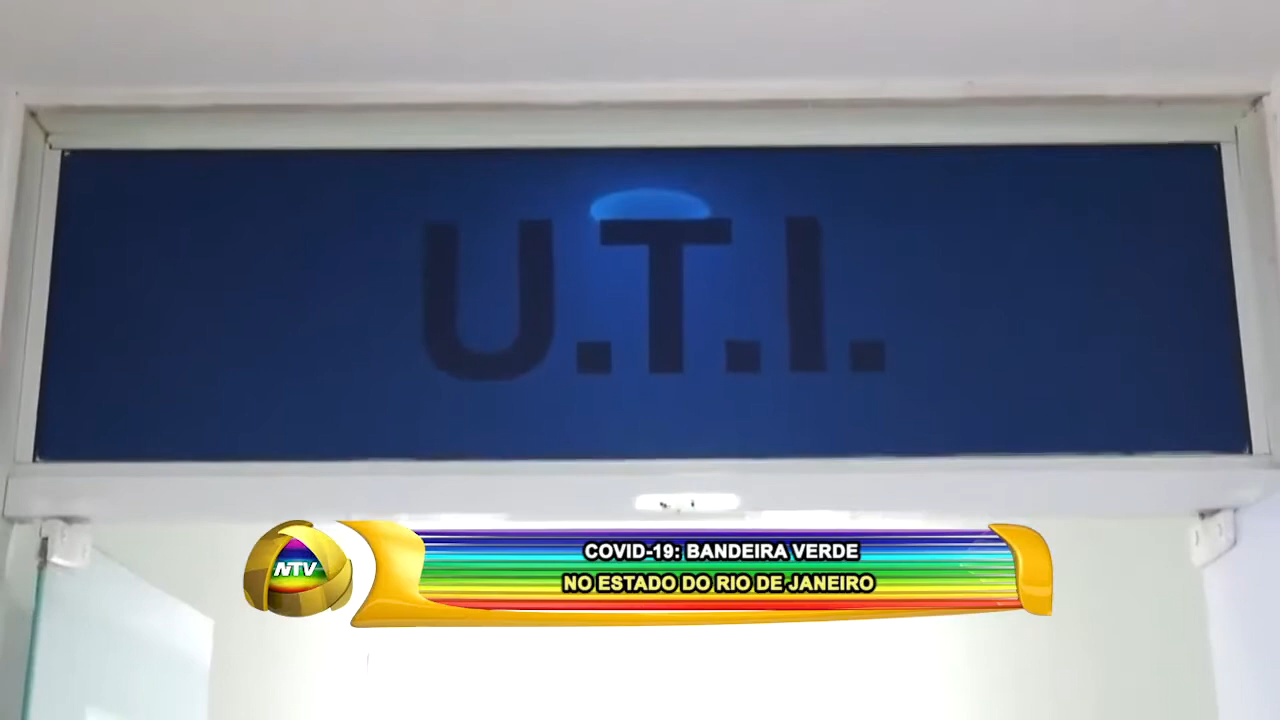 U.T.I.
NTV
COVID-19: BANDEIRA VERDE
NO ESTADO DO RIO DE JANEIRO